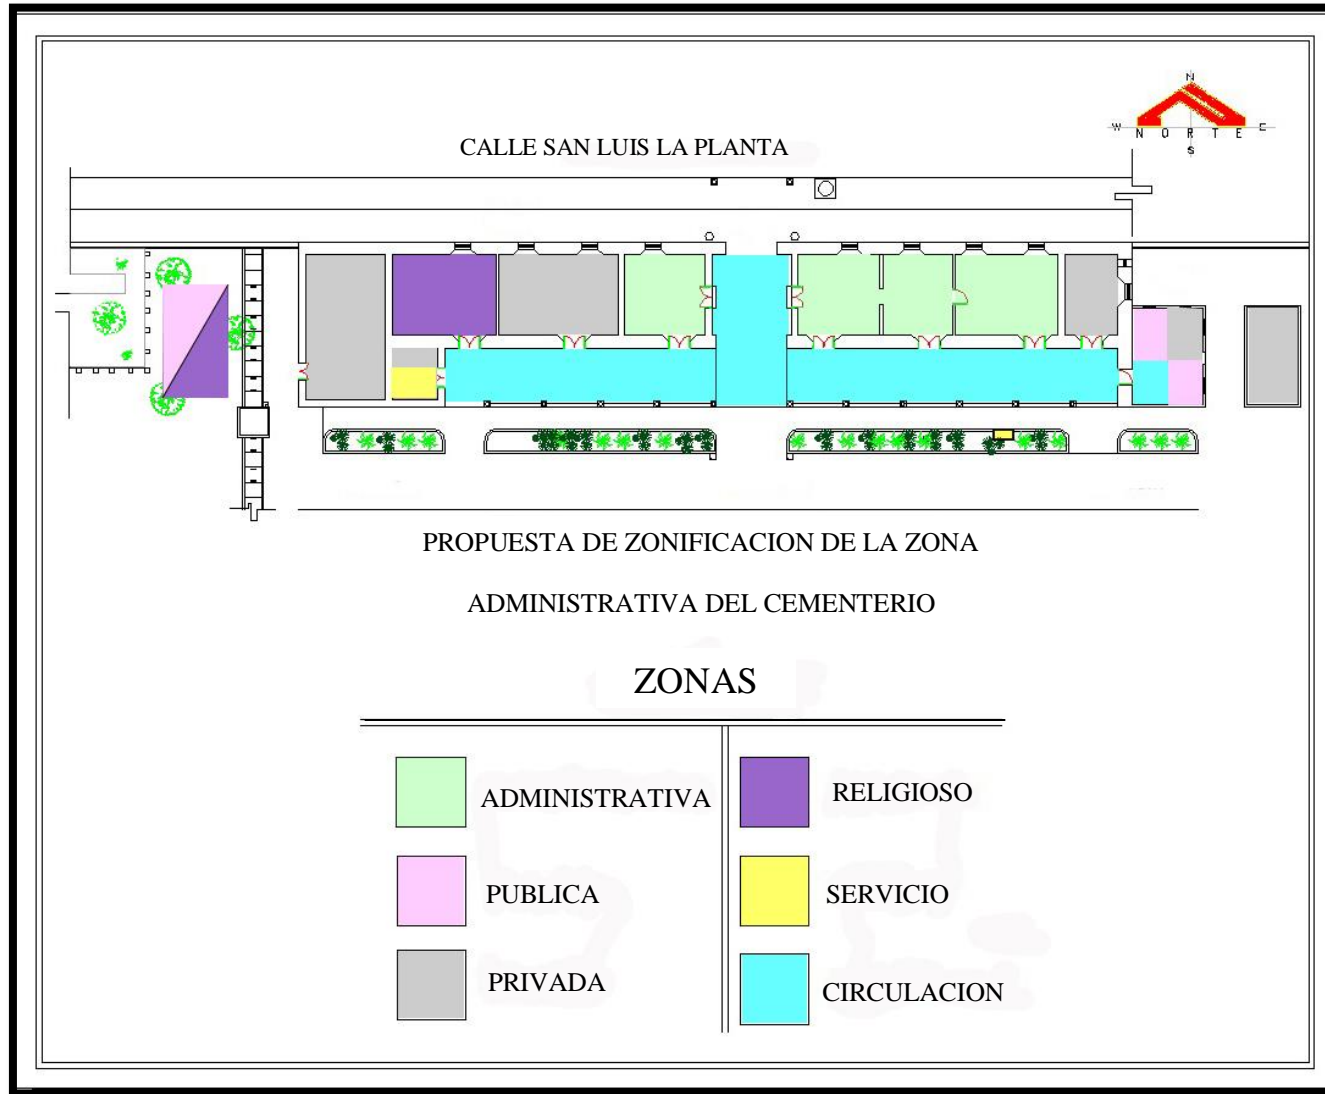 N
W NORTE E
S
CALLE SAN LUIS LA PLANTA
PROPUESTA DE ZONIFICACION DE LA ZONA
ADMINISTRATIVA DEL CEMENTERIO
ZONAS
ADMINISTRATIVA
RELIGIOSO
PUBLICA
SERVICIO
PRIVADA
CIRCULACION